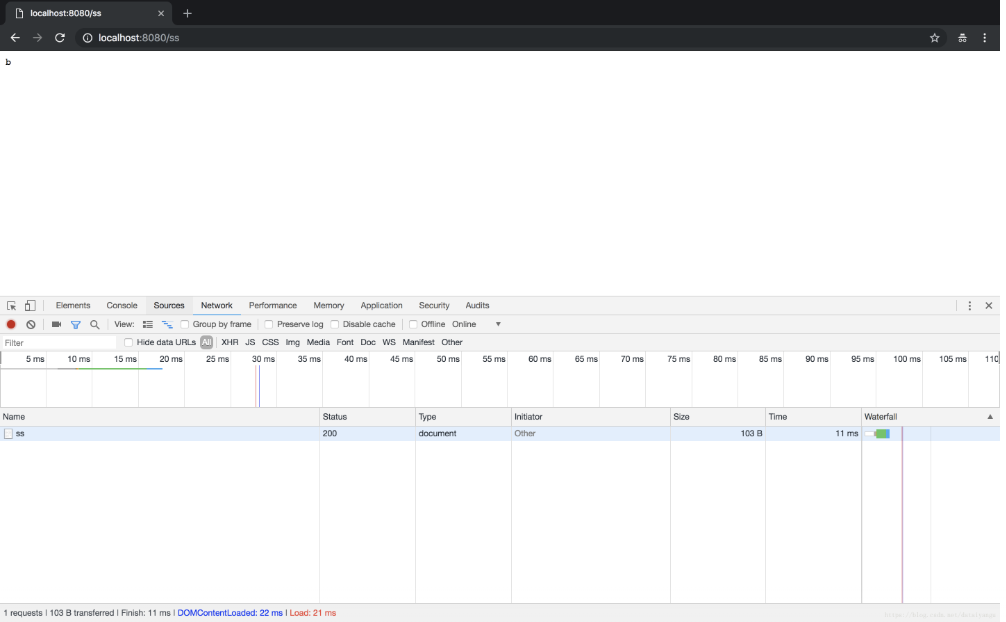 localhost:8080/ss
localhost:8080/ss
b
Elements Console Sources Network Performance Memory Application Security Audits
View: Group by frame Preserve log Disable cache Offline Online
Filter Hide data URLs All XHR JS CSS Img Media Font Doc WS Manifest Other
5 ms 10 ms 15 ms 20 ms 25 ms 30 ms 35 ms 40 ms 45 ms 50 ms 55 ms 60 ms 65 ms 70 ms 75 ms 80 ms 85 ms 90 ms 95 ms 100 ms 105 ms 110
Name Status Type Initiator Size Time Waterfall
ss 200 document Other 103 B 11 ms
1 requests | 103 B transferred | Finish: 11 ms | DOMContentLoaded: 22 ms | Load: 21 ms